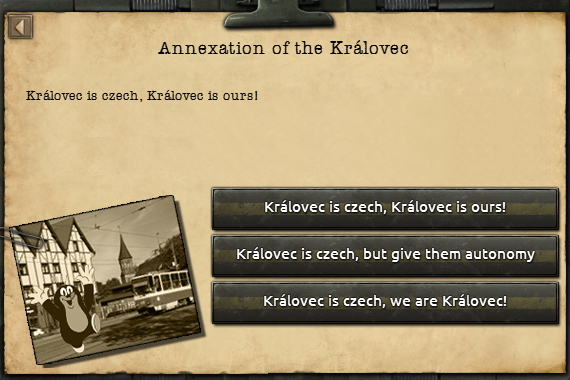 Annexation of the Královec
Královec is czech, Královec is ours!
Královec is czech, Královec is ours!
Královec is czech, but give them autonomy
Královec is czech, we are Královec!